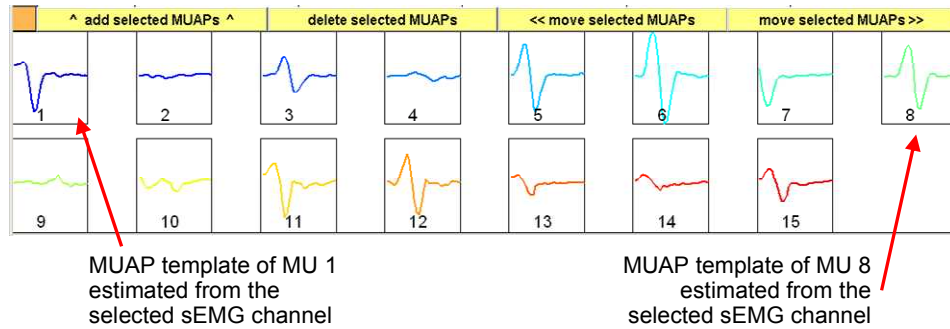 ^ add selected MUAPs ^ delete selected MUAPs << move selected MUAPs move selected MUAPs >>
1 2 3 4 5 6 7 8
9 10 11 12 13 14 15
MUAP template of MU 1
estimated from the
selected sEMG channel
MUAP template of MU 8
estimated from the
selected sEMG channel